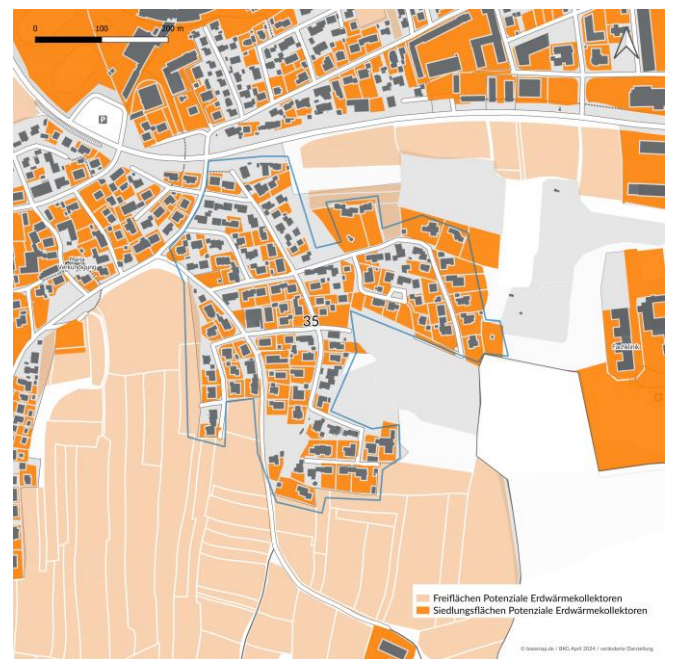 0 100 200 m
P
Mariä
Verkündigung
35
Fachklinik
Freiflächen Potenziale Erdwärmekollektoren
Siedlungsflächen Potenziale Erdwärmekollektoren
© basemap.de / BKG April 2024 / veränderte Darstellung